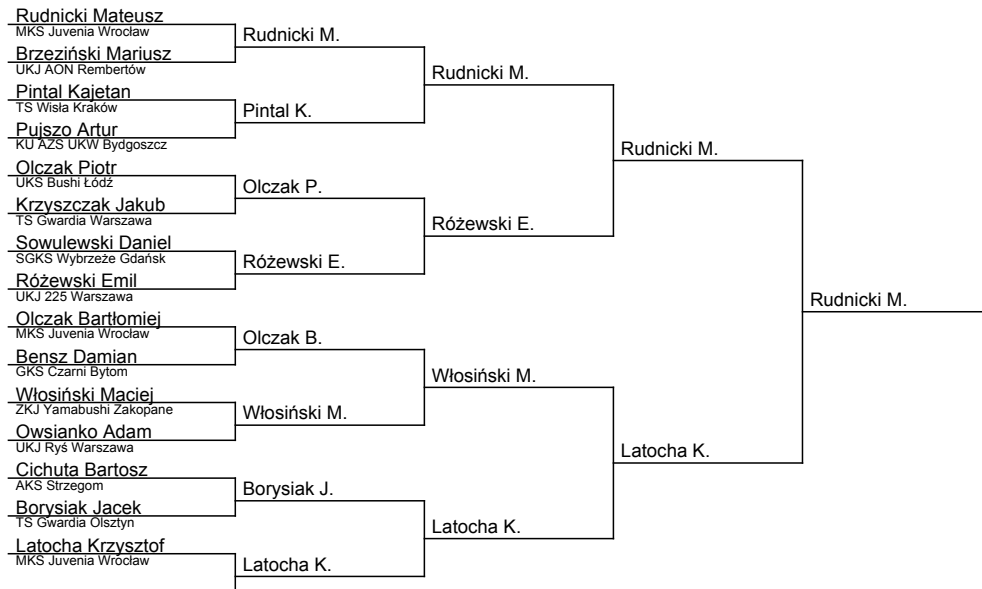 Rudnicki Mateusz
MKS Juvenia Wrocław
Brzeziński Mariusz
UKJ AON Rembertów
Pintal Kajetan
TS Wisła Kraków
Pujszo Artur
KU AZS UKW Bydgoszcz
Olczak Piotr
UKS Bushi Łódź
Krzyszczak Jakub
TS Gwardia Warszawa
Sowulewski Daniel
SGKS Wybrzeże Gdańsk
Różewski Emil
UKJ 225 Warszawa
Olczak Bartłomiej
MKS Juvenia Wrocław
Bensz Damian
GKS Czarni Bytom
Włosiński Maciej
ZKJ Yamabushi Zakopane
Owsianko Adam
UKJ Ryś Warszawa
Cichuta Bartosz
AKS Strzegom
Borysiak Jacek
TS Gwardia Olsztyn
Latocha Krzysztof
MKS Juvenia Wrocław
Rudnicki M.
Pintal K.
Olczak P.
Różewski E.
Olczak B.
Włosiński M.
Borysiak J.
Latocha K.
Rudnicki M.
Różewski E.
Włosiński M.
Latocha K.
Rudnicki M.
Latocha K.
Rudnicki M.